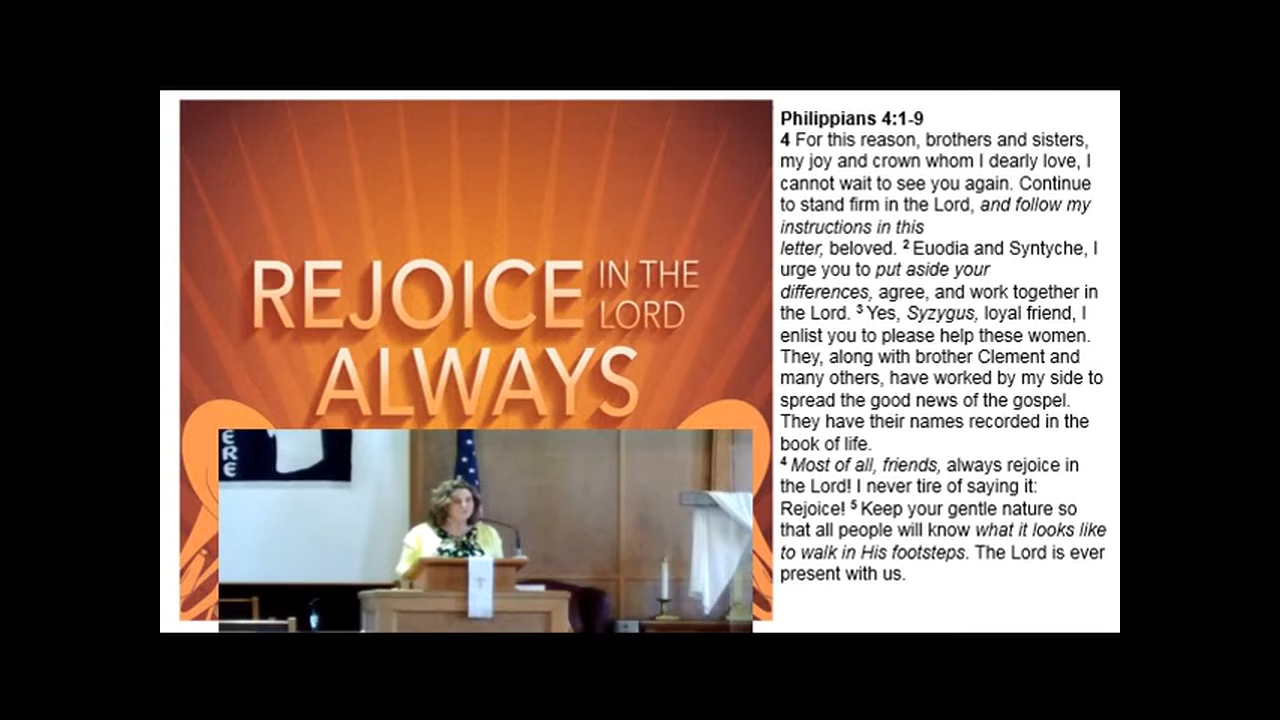 REJOICE IN THE
LORD
ALWAYS
ERE
Philippians 4:1-9
4 For this reason, brothers and sisters,
my joy and crown whom I dearly love, I
cannot wait to see you again. Continue
to stand firm in the Lord, and follow my
instructions in this
letter, beloved. 2 Euodia and Syntyche, I
urge you to put aside your
differences, agree, and work together in
the Lord. 3 Yes, Syzygus, loyal friend, I
enlist you to please help these women.
They, along with brother Clement and
many others, have worked by my side to
spread the good news of the gospel.
They have their names recorded in the
book of life.
4 Most of all, friends, always rejoice in
the Lord! I never tire of saying it:
Rejoice! 5 Keep your gentle nature so
that all people will know what it looks like
to walk in His footsteps. The Lord is ever
present with us.